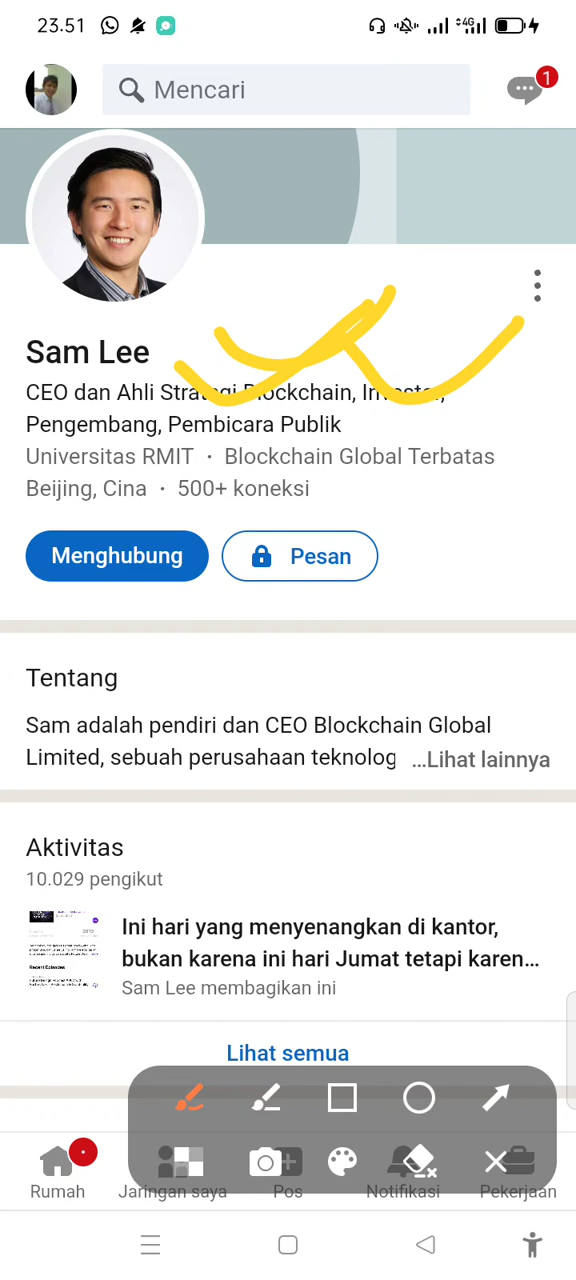 23.51
4G
1
Mencari
Sam Lee
CEO dan Ahli Strategi Blockchain, Investor,
Pengembang, Pembicara Publik
Universitas RMIT · Blockchain Global Terbatas
Beijing, Cina · 500+ koneksi
Menghubung
Pesan
Tentang
Sam adalah pendiri dan CEO Blockchain Global
Limited, sebuah perusahaan teknolog ...Lihat lainnya
Aktivitas
10.029 pengikut
Recent Episodes
Ini hari yang menyenangkan di kantor,
bukan karena ini hari Jumat tetapi karen...
Sam Lee membagikan ini
Lihat semua
Rumah
Jaringan saya
Pos
Notifikasi
Pekerjaan